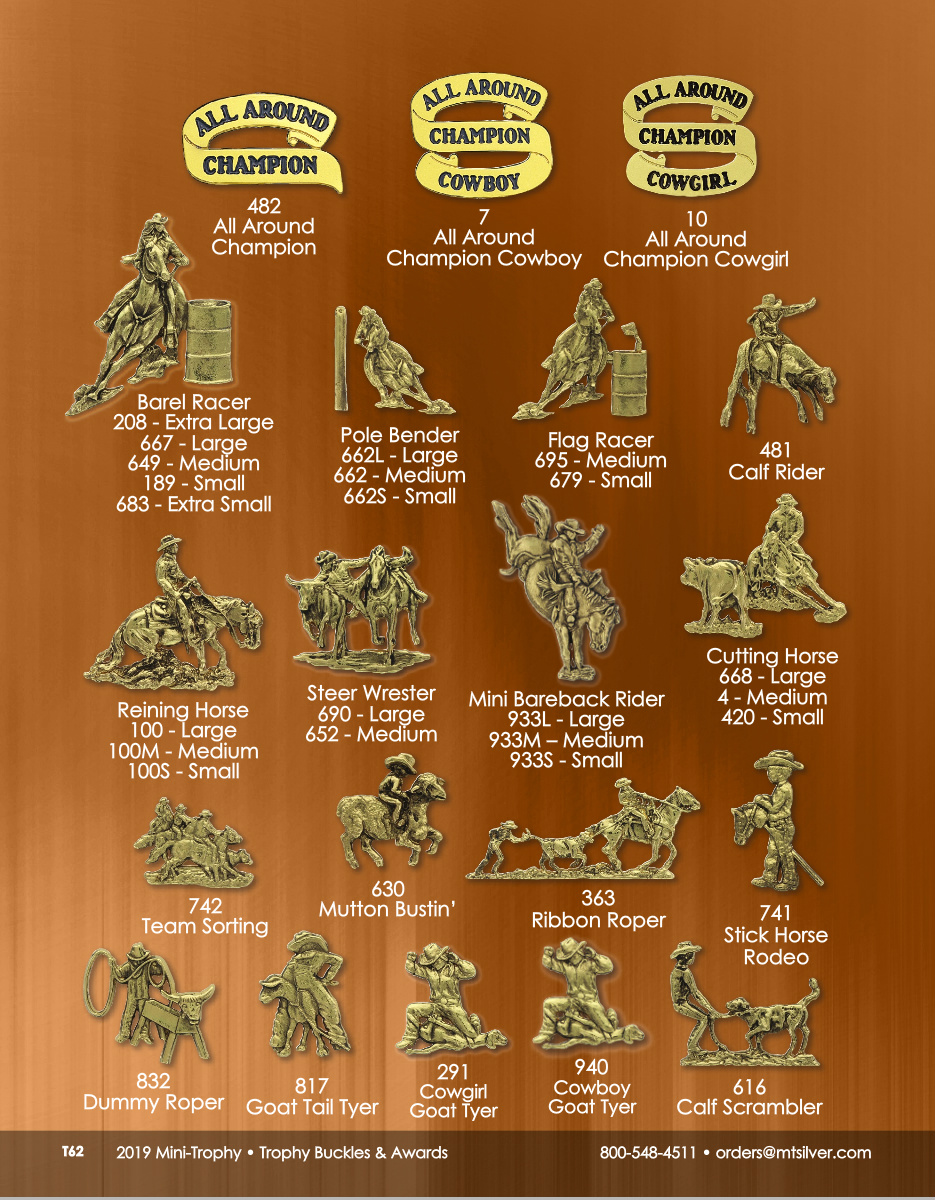 ALL AROUND
CHAMPION
482
All Around
Champion
ALL AROUND
CHAMPION
COWBOY
7
All Around
Champion Cowboy
ALL AROUND
CHAMPION
COWGIRL
10
All Around
Champion Cowgirl
Barel Racer
208 - Extra Large
667 - Large
649 - Medium
189 - Small
683 - Extra Small
Pole Bender
662L - Large
662 - Medium
662S - Small
Flag Racer
695 - Medium
679 - Small
481
Calf Rider
Reining Horse
100 - Large
100M - Medium
100S - Small
Steer Wrester
690 - Large
652 - Medium
Mini Bareback Rider
933L - Large
933M – Medium
933S - Small
Cutting Horse
668 - Large
4 - Medium
420 - Small
742
Team Sorting
630
Mutton Bustin’
363
Ribbon Roper
741
Stick Horse
Rodeo
832
Dummy Roper
817
Goat Tail Tyer
291
Cowgirl
Goat Tyer
940
Cowboy
Goat Tyer
616
Calf Scrambler
T62 2019 Mini-Trophy • Trophy Buckles & Awards 800-548-4511 • orders@mtsilver.com